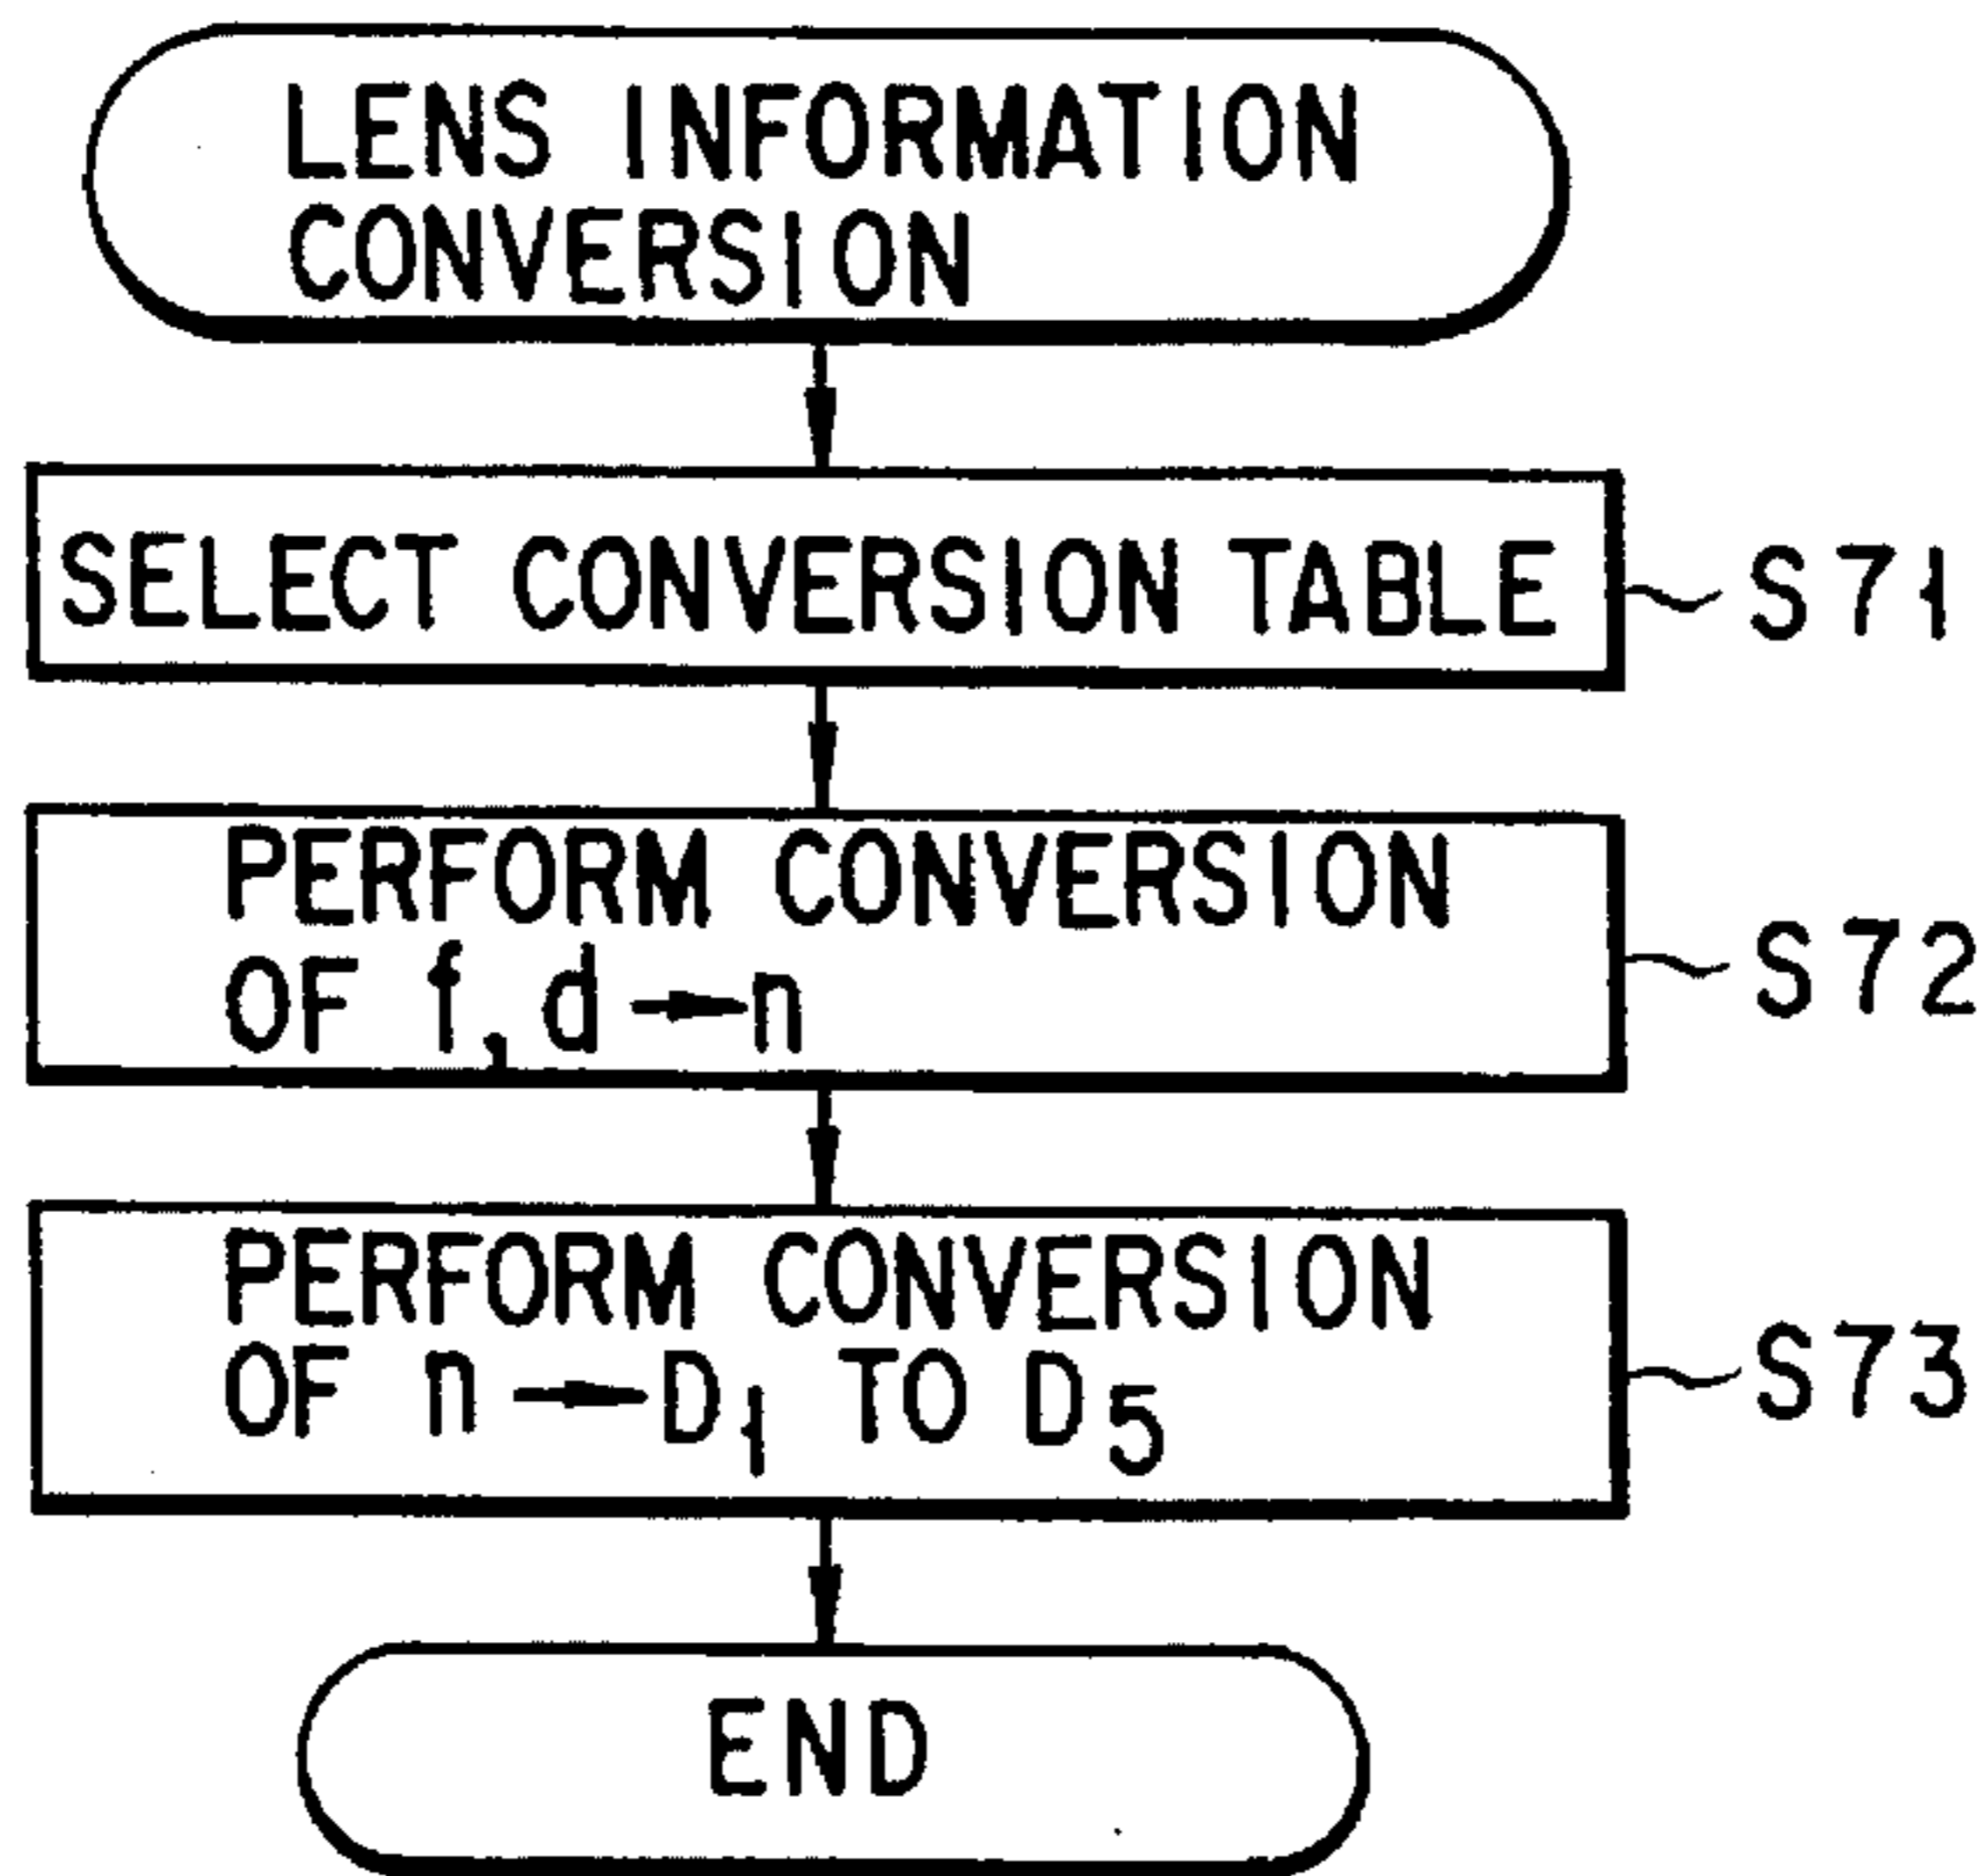 LENS INFORMATION
CONVERSION
SELECT CONVERSION TABLE
S71
PERFORM CONVERSION
OF f, d→n
S72
PERFORM CONVERSION
OF n→D₁ TO D₅
S73
END